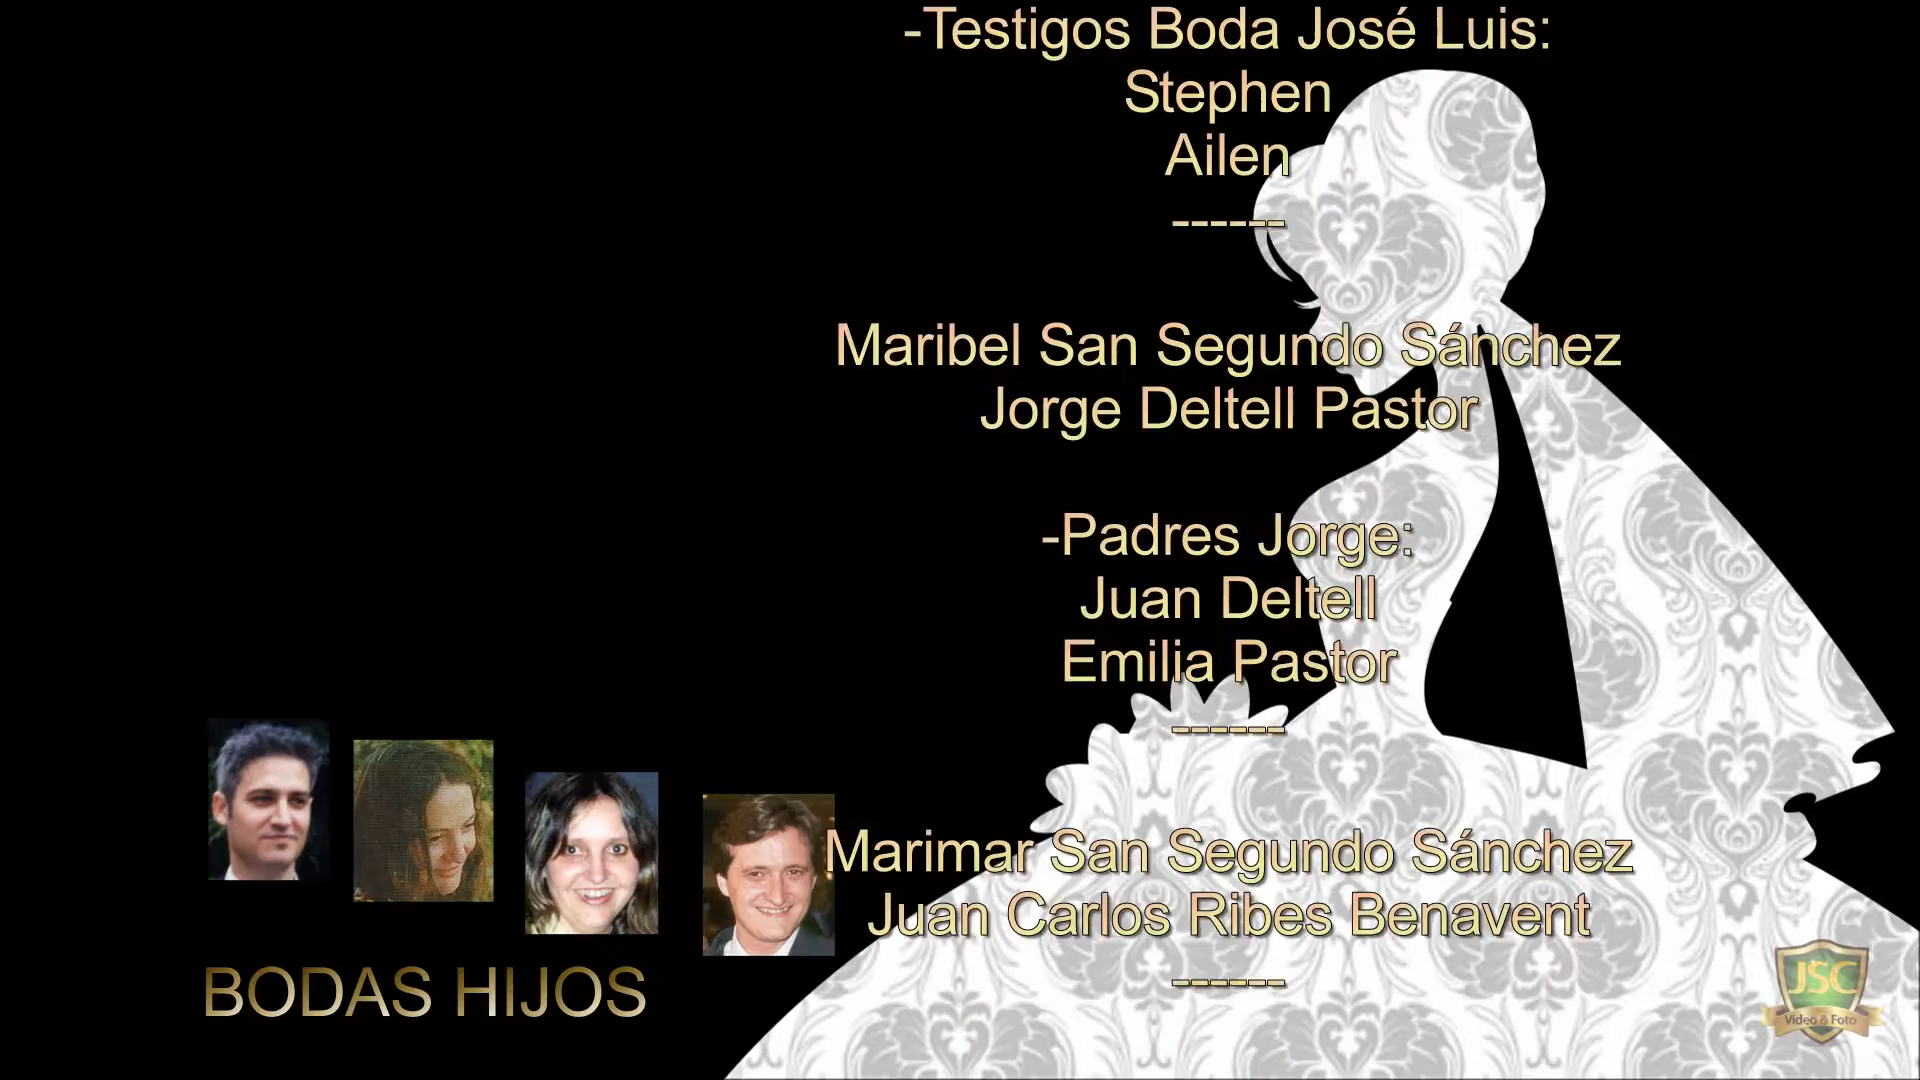 -Testigos Boda José Luis:
Stephen
Ailen
------
Maribel San Segundo Sánchez
Jorge Deltell Pastor
-Padres Jorge:
Juan Deltell
Emilia Pastor
------
Marimar San Segundo Sánchez
Juan Carlos Ribes Benavent
------
BODAS HIJOS
JSC
Video & Foto